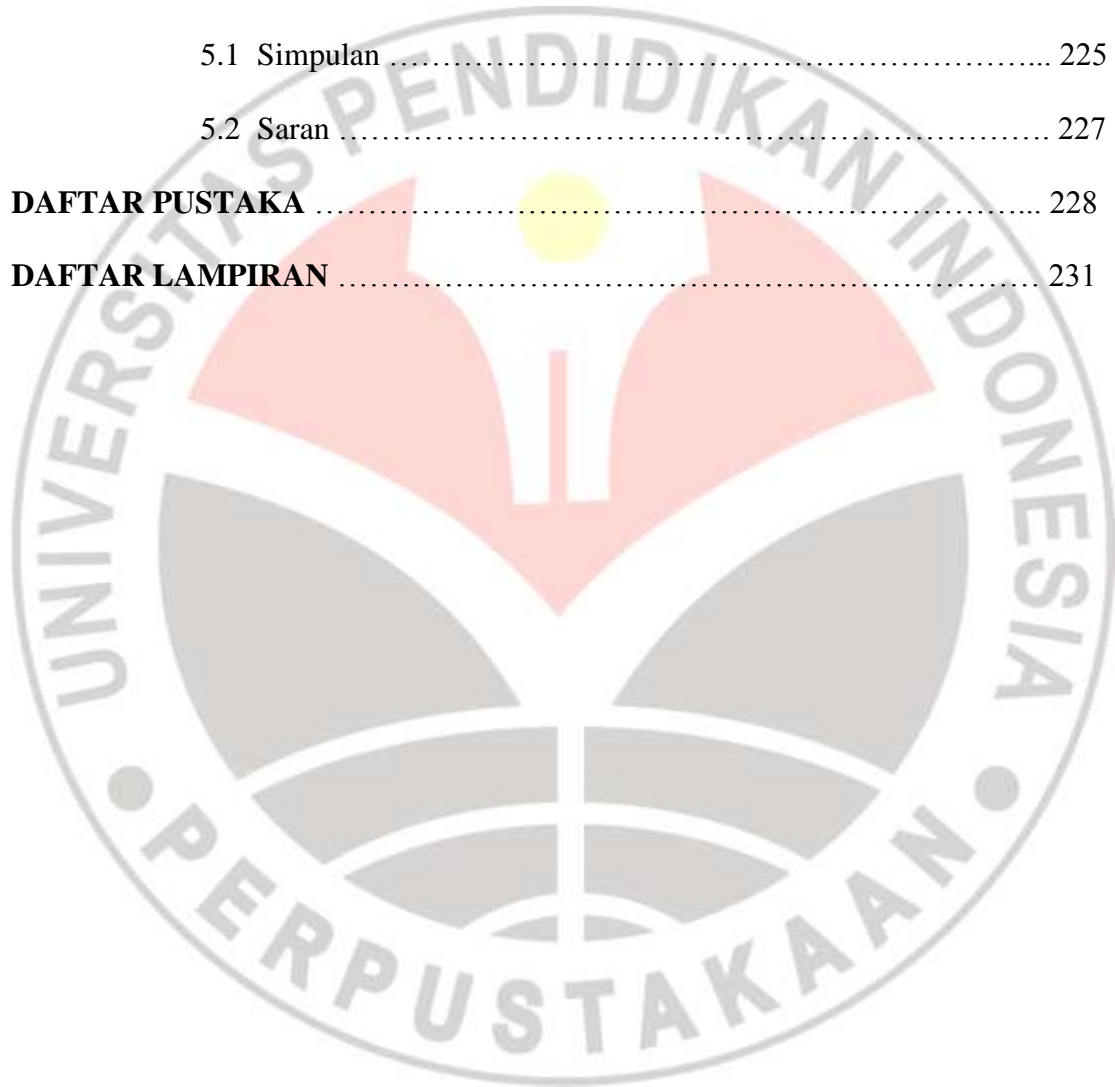 5.1 Simpulan ……………………………………………………... 225
5.2 Saran …………………………………………………………… 227
DAFTAR PUSTAKA …………………………………………………………... 228
DAFTAR LAMPIRAN ………………………………………………………… 231
UNIVERSITAS PENDIDIKAN INDONESIA
PERPUSTAKAAN